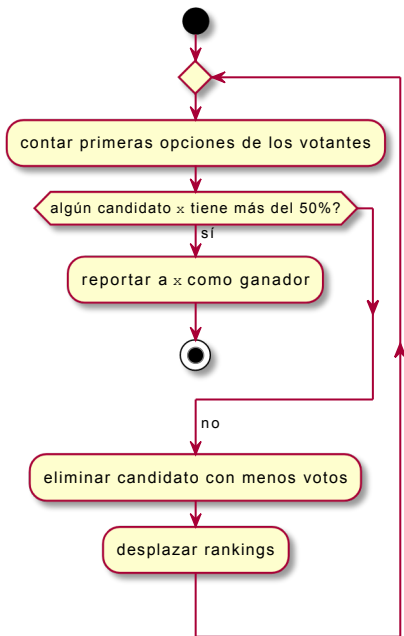 contar primeras opciones de los votantes
algún candidato x tiene más del 50%?
sí
reportar a x como ganador
no
eliminar candidato con menos votos
desplazar rankings